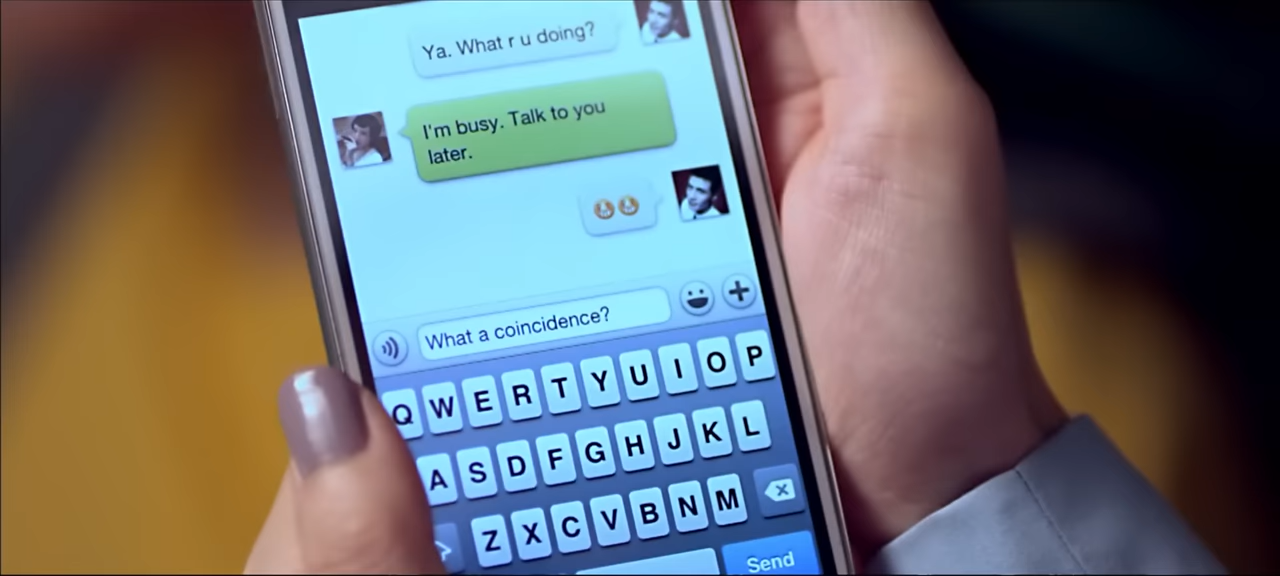 Ya. What r u doing?
I'm busy. Talk to you
later.
What a coincidence?
Q W E R T Y U I O P
A S D F G H J K L
Z X C V B N M
Send